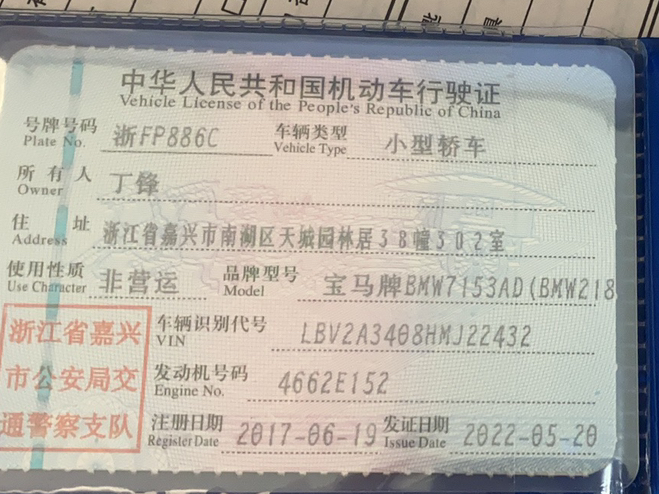 中华人民共和国机动车行驶证
Vehicle License of the People's Republic of China
号牌号码 浙FP886C 车辆类型 小型轿车
Plate No. Vehicle Type
所有人 丁锋
Owner
住址 浙江省嘉兴市南湖区天城园林居38幢302室
Address
使用性质 非营运 品牌型号 宝马牌BMW7153AD(BMW218
Use Character Model
浙江省嘉兴
市公安局交
通警察支队
车辆识别代号 LBV2A3408HMJ22432
VIN
发动机号码 4662E152
Engine No.
注册日期 2017-06-19 发证日期 2022-05-20
Register Date Issue Date